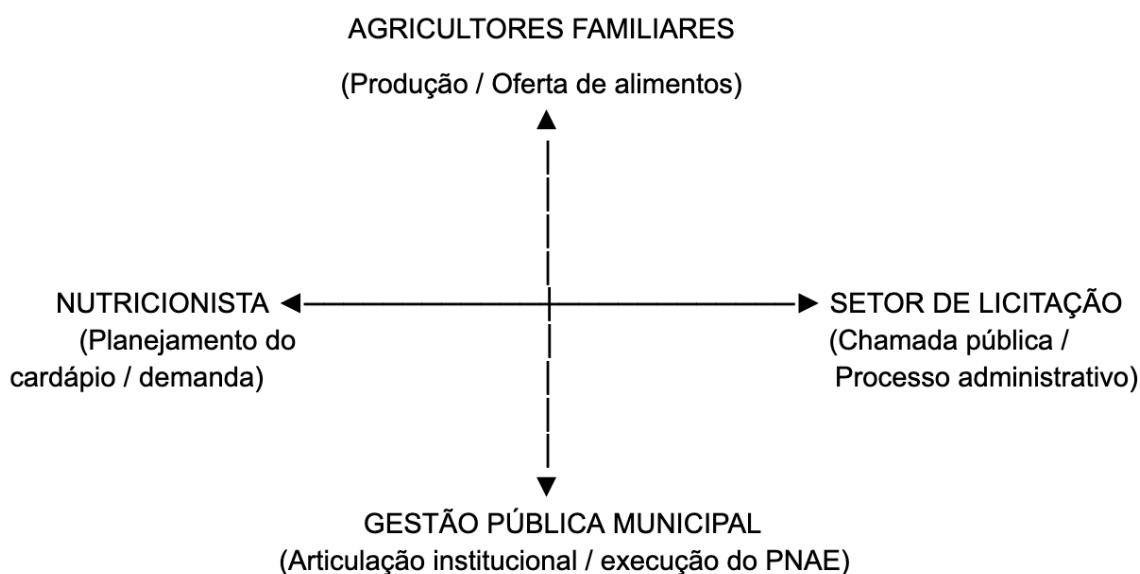 AGRICULTORES FAMILIARES
(Produção / Oferta de alimentos)
NUTRICIONISTA
(Planejamento do
cardápio / demanda)
SETOR DE LICITAÇÃO
(Chamada pública /
Processo administrativo)
GESTÃO PÚBLICA MUNICIPAL
(Articulação institucional / execução do PNAE)